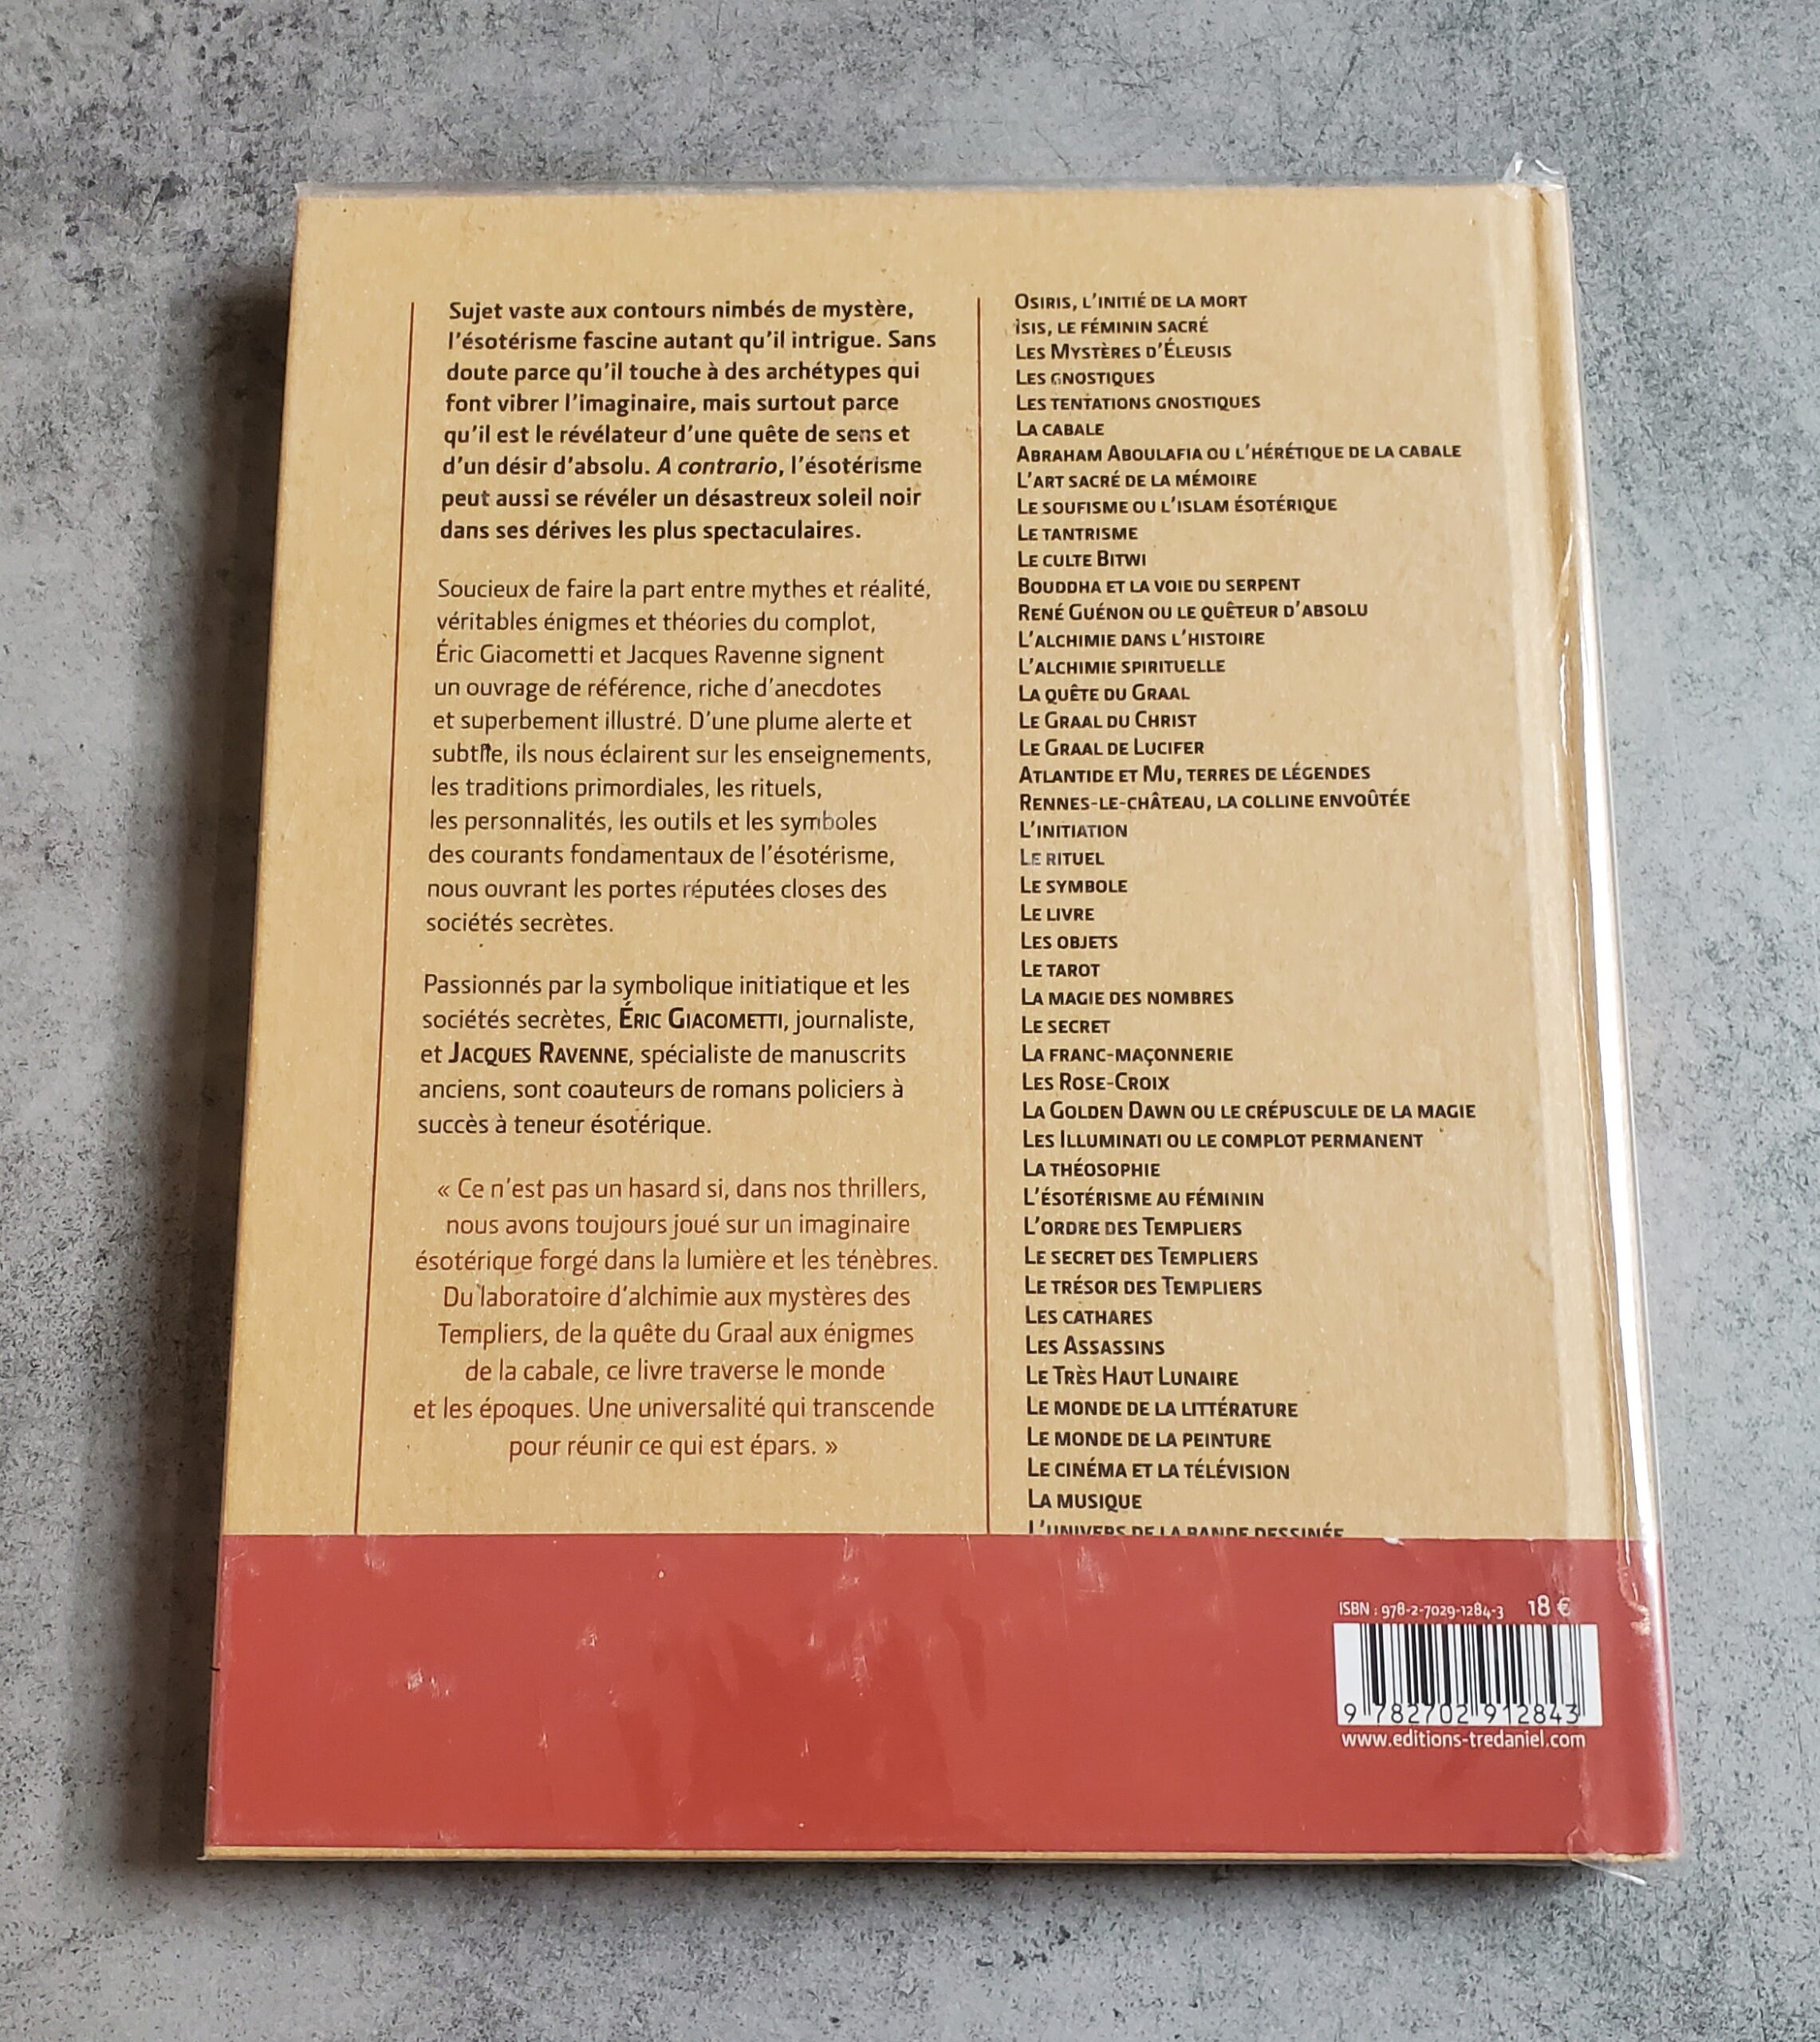 Sujet vaste aux contours nimbés de mystère,
l'ésotérisme fascine autant qu'il intrigue. Sans
doute parce qu'il touche à des archétypes qui
font vibrer l'imaginaire, mais surtout parce
qu'il est le révélateur d'une quête de sens et
d'un désir d'absolu. A contrario, l'ésotérisme
peut aussi se révéler un désastreux soleil noir
dans ses dérives les plus spectaculaires.
Soucieux de faire la part entre mythes et réalité,
véritables énigmes et théories du complot,
Éric Giacometti et Jacques Ravenne signent
un ouvrage de référence, riche d'anecdotes
et superbement illustré. D'une plume alerte et
subtile, ils nous éclairent sur les enseignements,
les traditions primordiales, les rituels,
les personnalités, les outils et les symboles
des courants fondamentaux de l'ésotérisme,
nous ouvrant les portes réputées closes des
sociétés secrètes.
Passionnés par la symbolique initiatique et les
sociétés secrètes, Éric Giacometti, journaliste,
et Jacques Ravenne, spécialiste de manuscrits
anciens, sont coauteurs de romans policiers à
succès à teneur ésotérique.
« Ce n'est pas un hasard si, dans nos thrillers,
nous avons toujours joué sur un imaginaire
ésotérique forgé dans la lumière et les ténèbres.
Du laboratoire d'alchimie aux mystères des
Templiers, de la quête du Graal aux énigmes
de la cabale, ce livre traverse le monde
et les époques. Une universalité qui transcende
pour réunir ce qui est épars. »
Osiris, l'initié de la mort
Isis, le féminin sacré
Les Mystères d'Éleusis
Les gnostiques
Les tentations gnostiques
La cabale
Abraham Aboulafia ou l'hérétique de la cabale
L'art sacré de la mémoire
Le soufisme ou l'islam ésotérique
Le tantrisme
Le culte Bitwi
Bouddha et la voie du serpent
René Guénon ou le quêteur d'absolu
L'alchimie dans l'histoire
L'alchimie spirituelle
La quête du Graal
Le Graal du Christ
Le Graal de Lucifer
Atlantide et Mu, terres de légendes
Rennes-le-Château, la colline envoûtée
L'initiation
Le rituel
Le symbole
Le livre
Les objets
Le tarot
La magie des nombres
Le secret
La franc-maçonnerie
Les Rose-Croix
La Golden Dawn ou le crépuscule de la magie
Les Illuminati ou le complot permanent
La théosophie
L'ésotérisme au féminin
L'ordre des Templiers
Le secret des Templiers
Le trésor des Templiers
Les cathares
Les Assassins
Le Très Haut Lunaire
Le monde de la littérature
Le monde de la peinture
Le cinéma et la télévision
La musique
L'univers de la bande dessinée
ISBN : 978-2-7029-1284-3 18 €
9 782702 912843
www.editions-tredaniel.com